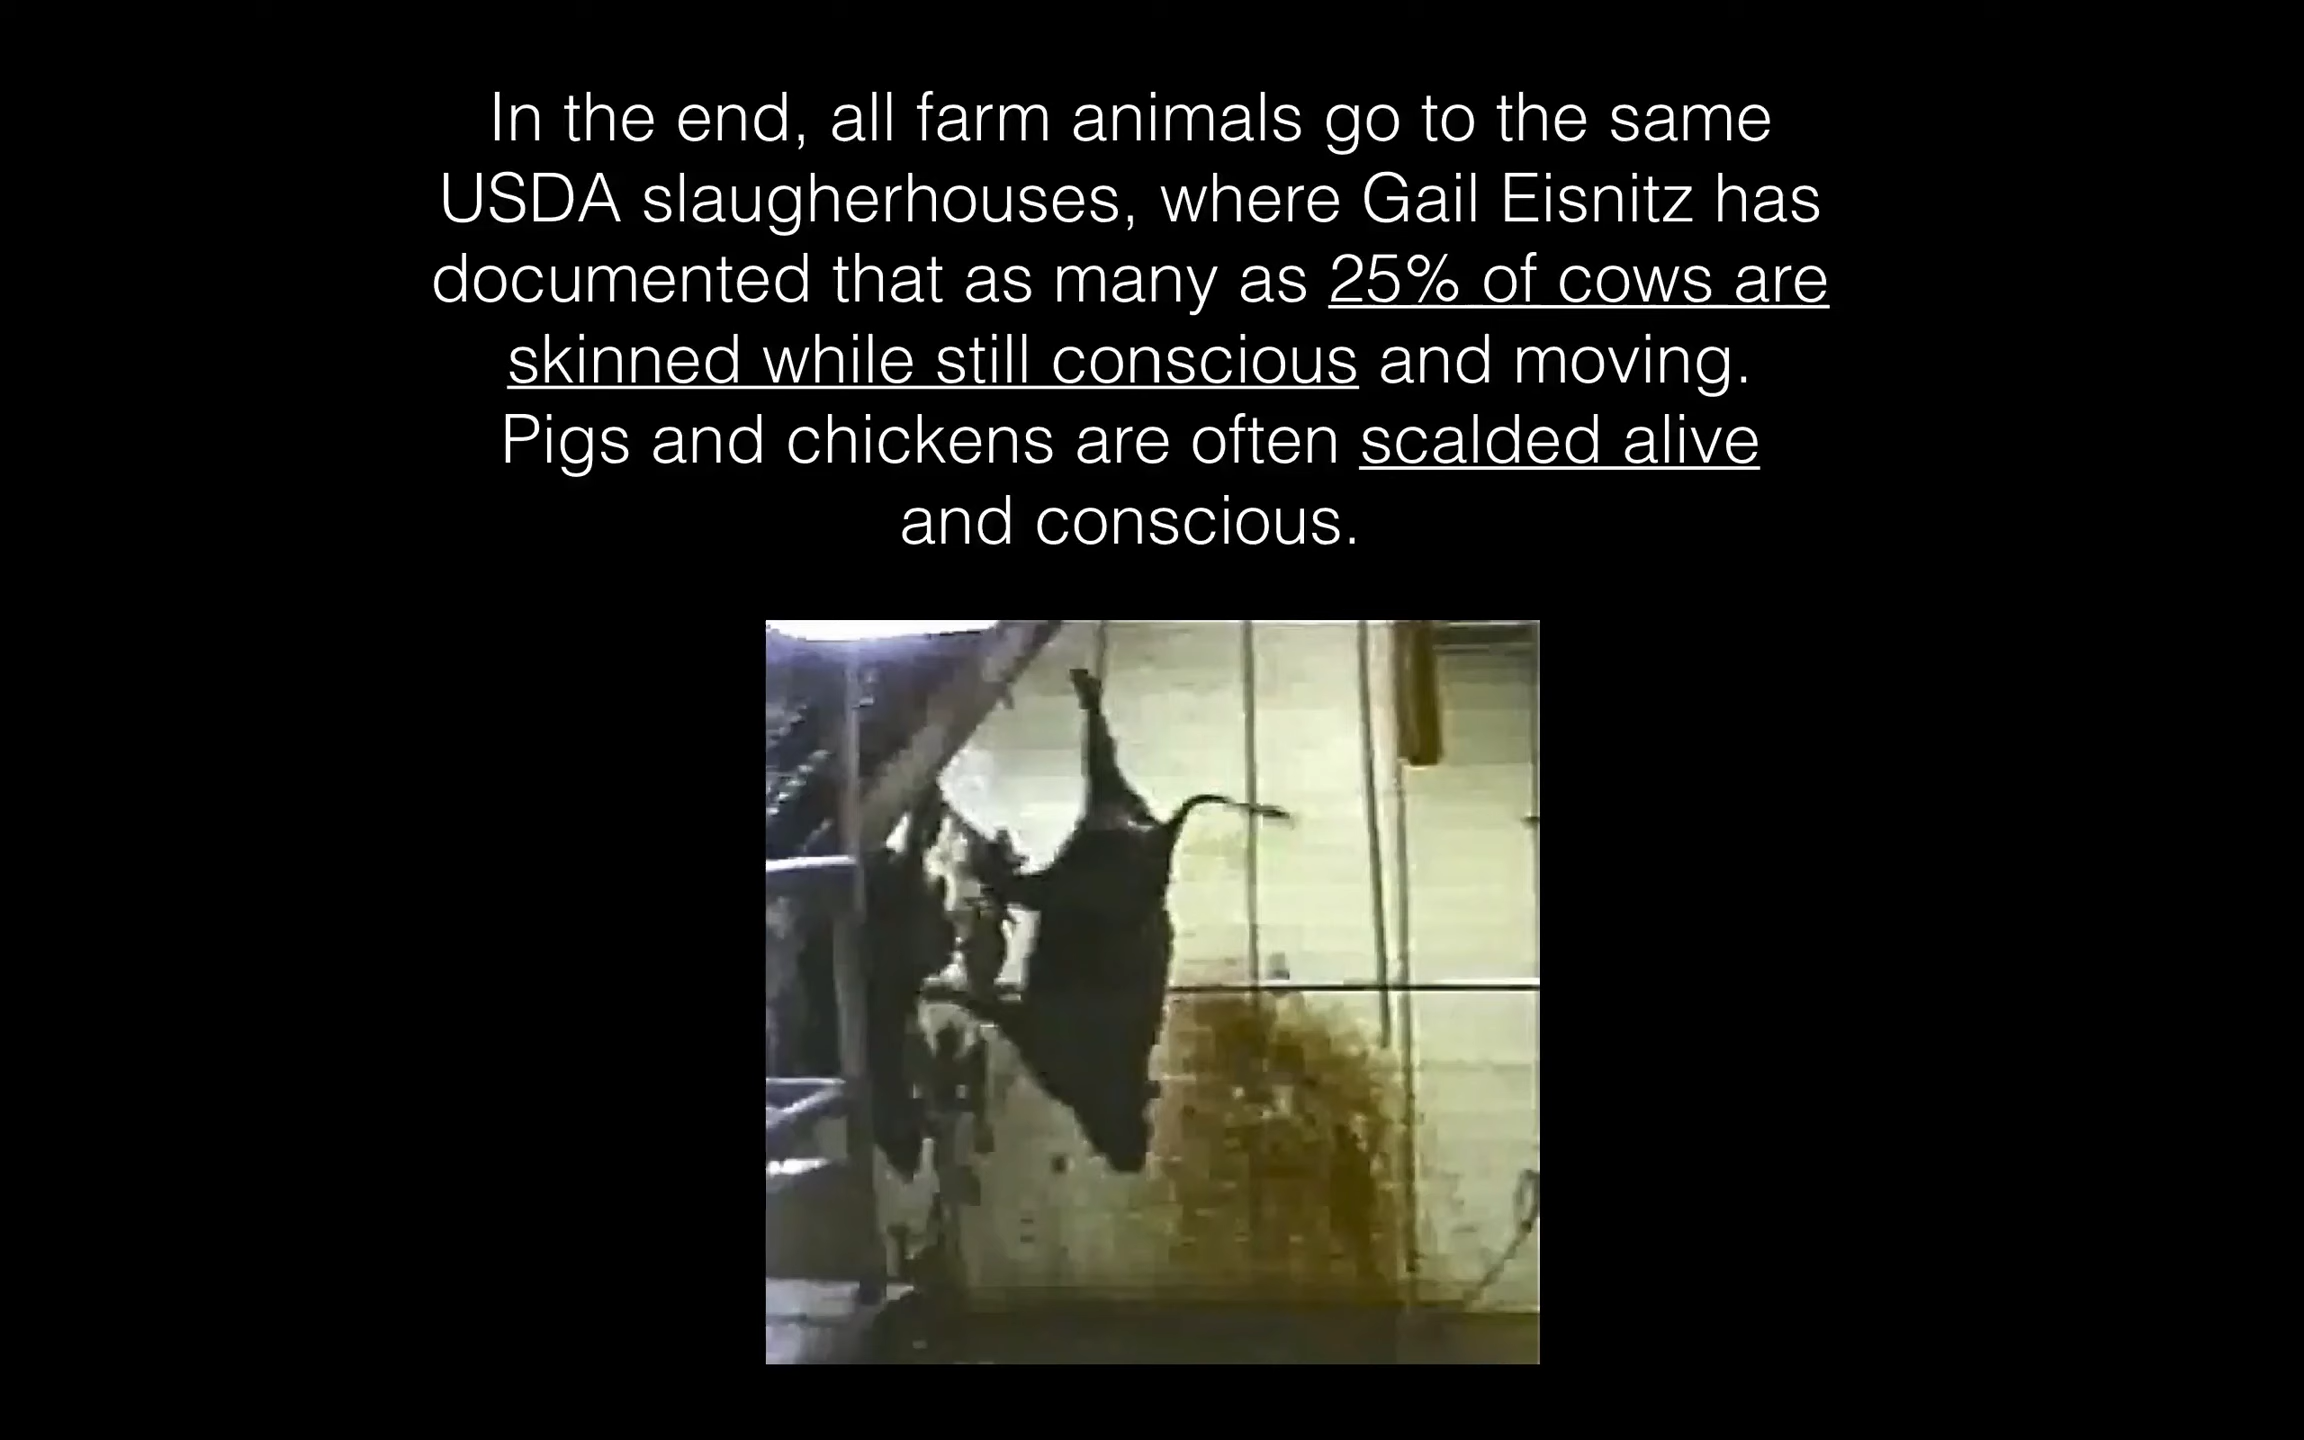 In the end, all farm animals go to the same
USDA slaugherhouses, where Gail Eisnitz has
documented that as many as 25% of cows are
skinned while still conscious and moving.
Pigs and chickens are often scalded alive
and conscious.